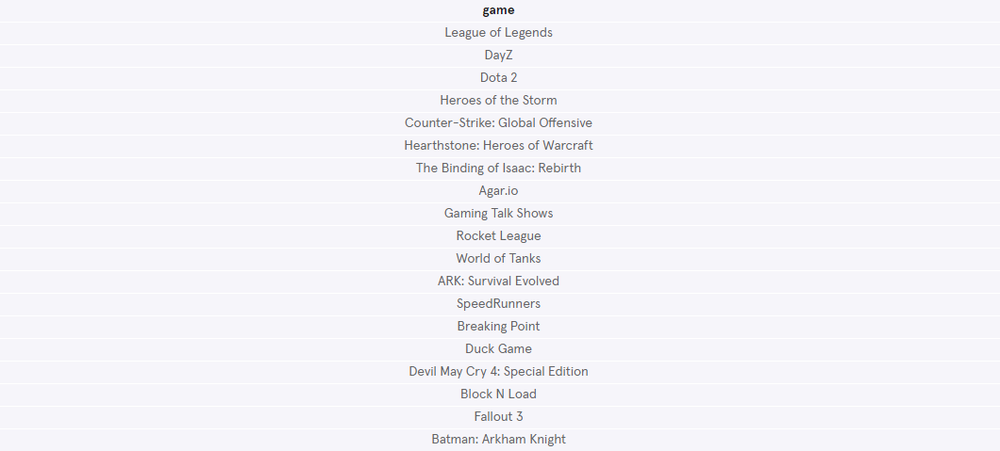 game
League of Legends
DayZ
Dota 2
Heroes of the Storm
Counter-Strike: Global Offensive
Hearthstone: Heroes of Warcraft
The Binding of Isaac: Rebirth
Agar.io
Gaming Talk Shows
Rocket League
World of Tanks
ARK: Survival Evolved
SpeedRunners
Breaking Point
Duck Game
Devil May Cry 4: Special Edition
Block N Load
Fallout 3
Batman: Arkham Knight